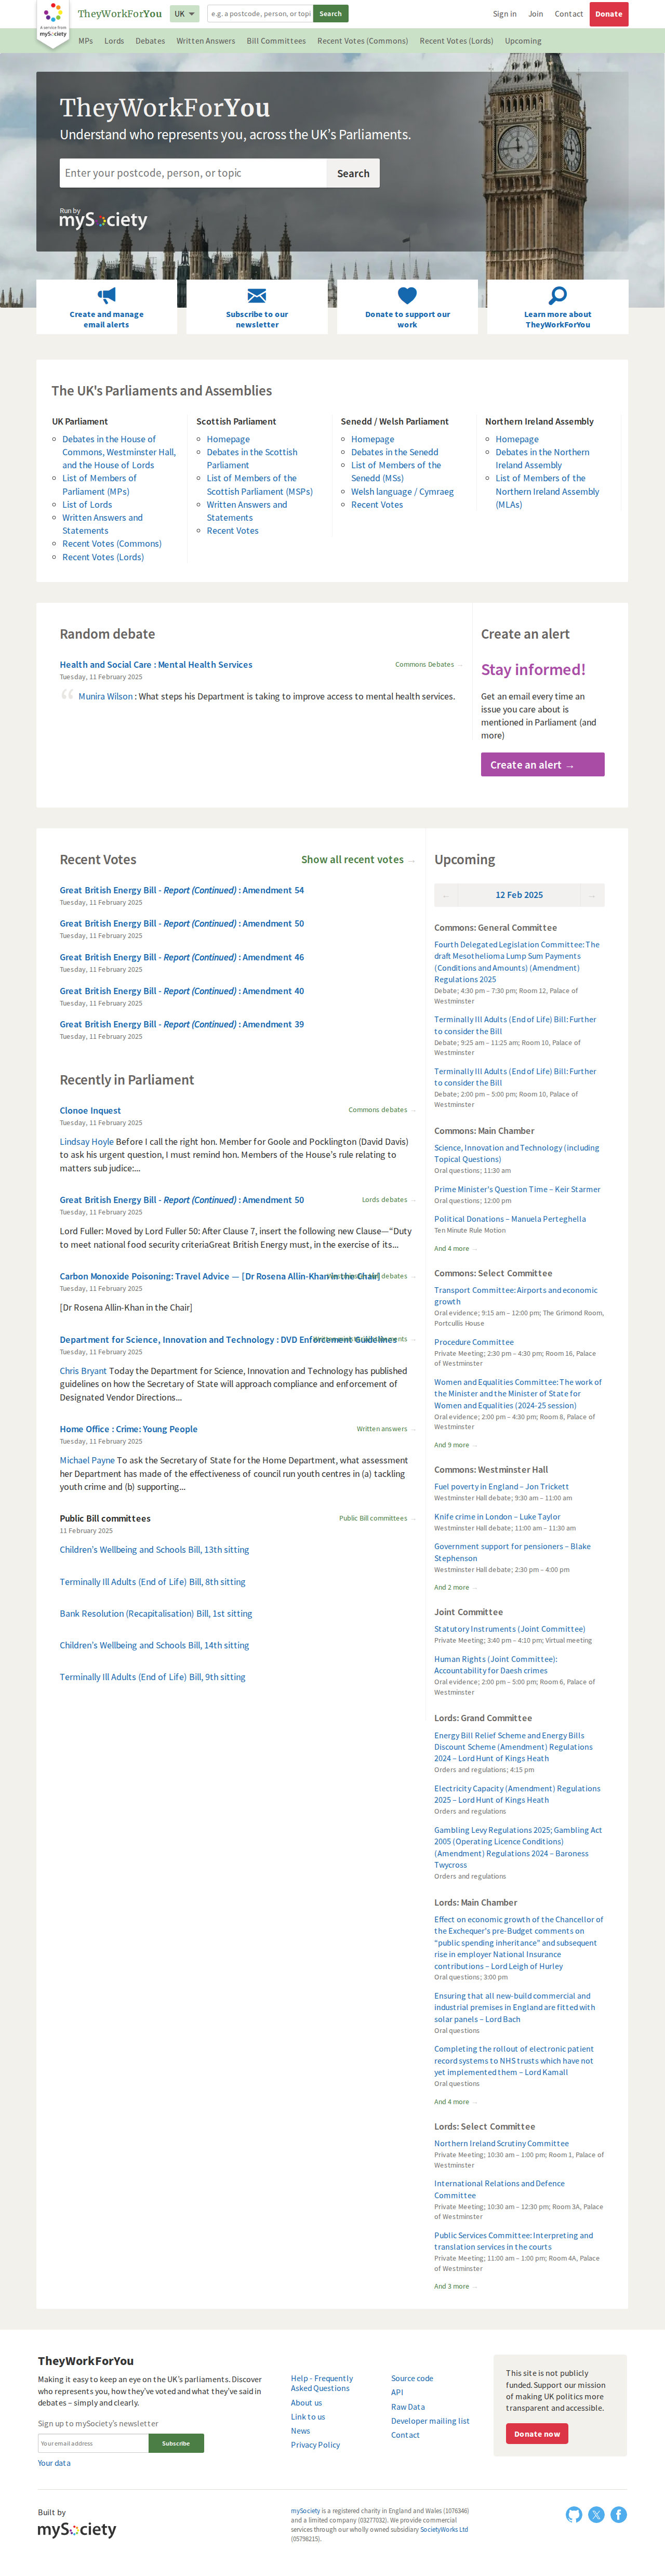 a service from
mySociety
TheyWorkForYou
UK
e.g. a postcode, person, or topi
Search
Sign in
Join
Contact
Donate
MPs
Lords
Debates
Written Answers
Bill Committees
Recent Votes (Commons)
Recent Votes (Lords)
Upcoming
TheyWorkForYou
Understand who represents you, across the UK's Parliaments.
Enter your postcode, person, or topic
Search
Run by
mySociety
Create and manage
email alerts
Subscribe to our
newsletter
Donate to support our
work
Learn more about
TheyWorkForYou
The UK's Parliaments and Assemblies
UK Parliament
Debates in the House of
Commons, Westminster Hall,
and the House of Lords
List of Members of
Parliament (MPs)
List of Lords
Written Answers and
Statements
Recent Votes (Commons)
Recent Votes (Lords)
Scottish Parliament
Homepage
Debates in the Scottish
Parliament
List of Members of the
Scottish Parliament (MSPs)
Written Answers and
Statements
Recent Votes
Senedd / Welsh Parliament
Homepage
Debates in the Senedd
List of Members of the
Senedd (MSs)
Welsh language / Cymraeg
Recent Votes
Northern Ireland Assembly
Homepage
Debates in the Northern
Ireland Assembly
List of Members of the
Northern Ireland Assembly
(MLAs)
Random debate
Health and Social Care : Mental Health Services
Commons Debates →
Tuesday, 11 February 2025
Munira Wilson : What steps his Department is taking to improve access to mental health services.
Create an alert
Stay informed!
Get an email every time an
issue you care about is
mentioned in Parliament (and
more)
Create an alert →
Recent Votes
Show all recent votes →
Great British Energy Bill - Report (Continued) : Amendment 54
Tuesday, 11 February 2025
Great British Energy Bill - Report (Continued) : Amendment 50
Tuesday, 11 February 2025
Great British Energy Bill - Report (Continued) : Amendment 46
Tuesday, 11 February 2025
Great British Energy Bill - Report (Continued) : Amendment 40
Tuesday, 11 February 2025
Great British Energy Bill - Report (Continued) : Amendment 39
Tuesday, 11 February 2025
Recently in Parliament
Clonoe Inquest
Commons debates →
Tuesday, 11 February 2025
Lindsay Hoyle Before I call the right hon. Member for Goole and Pocklington (David Davis)
to ask his urgent question, I must remind hon. Members of the House's rule relating to
matters sub judice:...
Great British Energy Bill - Report (Continued) : Amendment 50
Lords debates →
Tuesday, 11 February 2025
Lord Fuller: Moved by Lord Fuller 50: After Clause 7, insert the following new Clause—“Duty
to meet national food security criteriaGreat British Energy must, in the exercise of its...
Carbon Monoxide Poisoning: Travel Advice — [Dr Rosena Allin-Khan in the Chair]
Westminster Hall debates →
Tuesday, 11 February 2025
[Dr Rosena Allin-Khan in the Chair]
Department for Science, Innovation and Technology : DVD Enforcement Guidelines
Written ministerial statements →
Tuesday, 11 February 2025
Chris Bryant Today the Department for Science, Innovation and Technology has published
guidelines on how the Secretary of State will approach compliance and enforcement of
Designated Vendor Directions...
Home Office : Crime: Young People
Written answers →
Tuesday, 11 February 2025
Michael Payne To ask the Secretary of State for the Home Department, what assessment
her Department has made of the effectiveness of council run youth centres in (a) tackling
youth crime and (b) supporting...
Public Bill committees
Public Bill committees →
11 February 2025
Children's Wellbeing and Schools Bill, 13th sitting
Terminally Ill Adults (End of Life) Bill, 8th sitting
Bank Resolution (Recapitalisation) Bill, 1st sitting
Children's Wellbeing and Schools Bill, 14th sitting
Terminally Ill Adults (End of Life) Bill, 9th sitting
Upcoming
← 12 Feb 2025 →
Commons: General Committee
Fourth Delegated Legislation Committee: The
draft Mesothelioma Lump Sum Payments
(Conditions and Amounts) (Amendment)
Regulations 2025
Debate; 4:30 pm – 7:30 pm; Room 12, Palace of
Westminster
Terminally Ill Adults (End of Life) Bill: Further
to consider the Bill
Debate; 9:25 am – 11:25 am; Room 10, Palace of
Westminster
Terminally Ill Adults (End of Life) Bill: Further
to consider the Bill
Debate; 2:00 pm – 5:00 pm; Room 10, Palace of
Westminster
Commons: Main Chamber
Science, Innovation and Technology (including
Topical Questions)
Oral questions; 11:30 am
Prime Minister's Question Time – Keir Starmer
Oral questions; 12:00 pm
Political Donations – Manuela Perteghella
Ten Minute Rule Motion
And 4 more →
Commons: Select Committee
Transport Committee: Airports and economic
growth
Oral evidence; 9:15 am – 12:00 pm; The Grimond Room,
Portcullis House
Procedure Committee
Private Meeting; 2:30 pm – 4:30 pm; Room 16, Palace
of Westminster
Women and Equalities Committee: The work of
the Minister and the Minister of State for
Women and Equalities (2024-25 session)
Oral evidence; 2:00 pm – 4:30 pm; Room 8, Palace of
Westminster
And 9 more →
Commons: Westminster Hall
Fuel poverty in England – Jon Trickett
Westminster Hall debate; 9:30 am – 11:00 am
Knife crime in London – Luke Taylor
Westminster Hall debate; 11:00 am – 11:30 am
Government support for pensioners – Blake
Stephenson
Westminster Hall debate; 2:30 pm – 4:00 pm
And 2 more →
Joint Committee
Statutory Instruments (Joint Committee)
Private Meeting; 3:40 pm – 4:10 pm; Virtual meeting
Human Rights (Joint Committee):
Accountability for Daesh crimes
Oral evidence; 2:00 pm – 5:00 pm; Room 6, Palace of
Westminster
Lords: Grand Committee
Energy Bill Relief Scheme and Energy Bills
Discount Scheme (Amendment) Regulations
2024 – Lord Hunt of Kings Heath
Orders and regulations; 4:15 pm
Electricity Capacity (Amendment) Regulations
2025 – Lord Hunt of Kings Heath
Orders and regulations
Gambling Levy Regulations 2025; Gambling Act
2005 (Operating Licence Conditions)
(Amendment) Regulations 2024 – Baroness
Twycross
Orders and regulations
Lords: Main Chamber
Effect on economic growth of the Chancellor of
the Exchequer's pre-Budget comments on
“public spending inheritance” and subsequent
rise in employer National Insurance
contributions – Lord Leigh of Hurley
Oral questions; 3:00 pm
Ensuring that all new-build commercial and
industrial premises in England are fitted with
solar panels – Lord Bach
Oral questions
Completing the rollout of electronic patient
record systems to NHS trusts which have not
yet implemented them – Lord Kamall
Oral questions
And 4 more →
Lords: Select Committee
Northern Ireland Scrutiny Committee
Private Meeting; 10:30 am – 1:00 pm; Room 1, Palace of
Westminster
International Relations and Defence
Committee
Private Meeting; 10:30 am – 12:30 pm; Room 3A, Palace
of Westminster
Public Services Committee: Interpreting and
translation services in the courts
Private Meeting; 11:00 am – 1:00 pm; Room 4A, Palace
of Westminster
And 3 more →
TheyWorkForYou
Making it easy to keep an eye on the UK's parliaments. Discover
who represents you, how they've voted and what they've said in
debates – simply and clearly.
Sign up to mySociety's newsletter
Your email address
Subscribe
Your data
Help - Frequently
Asked Questions
About us
Link to us
News
Privacy Policy
Source code
API
Raw Data
Developer mailing list
Contact
This site is not publicly
funded. Support our mission
of making UK politics more
transparent and accessible.
Donate now
Built by
mySociety
mySociety is a registered charity in England and Wales (1076346)
and a limited company (03277032). We provide commercial
services through our wholly owned subsidiary SocietyWorks Ltd
(05798215).